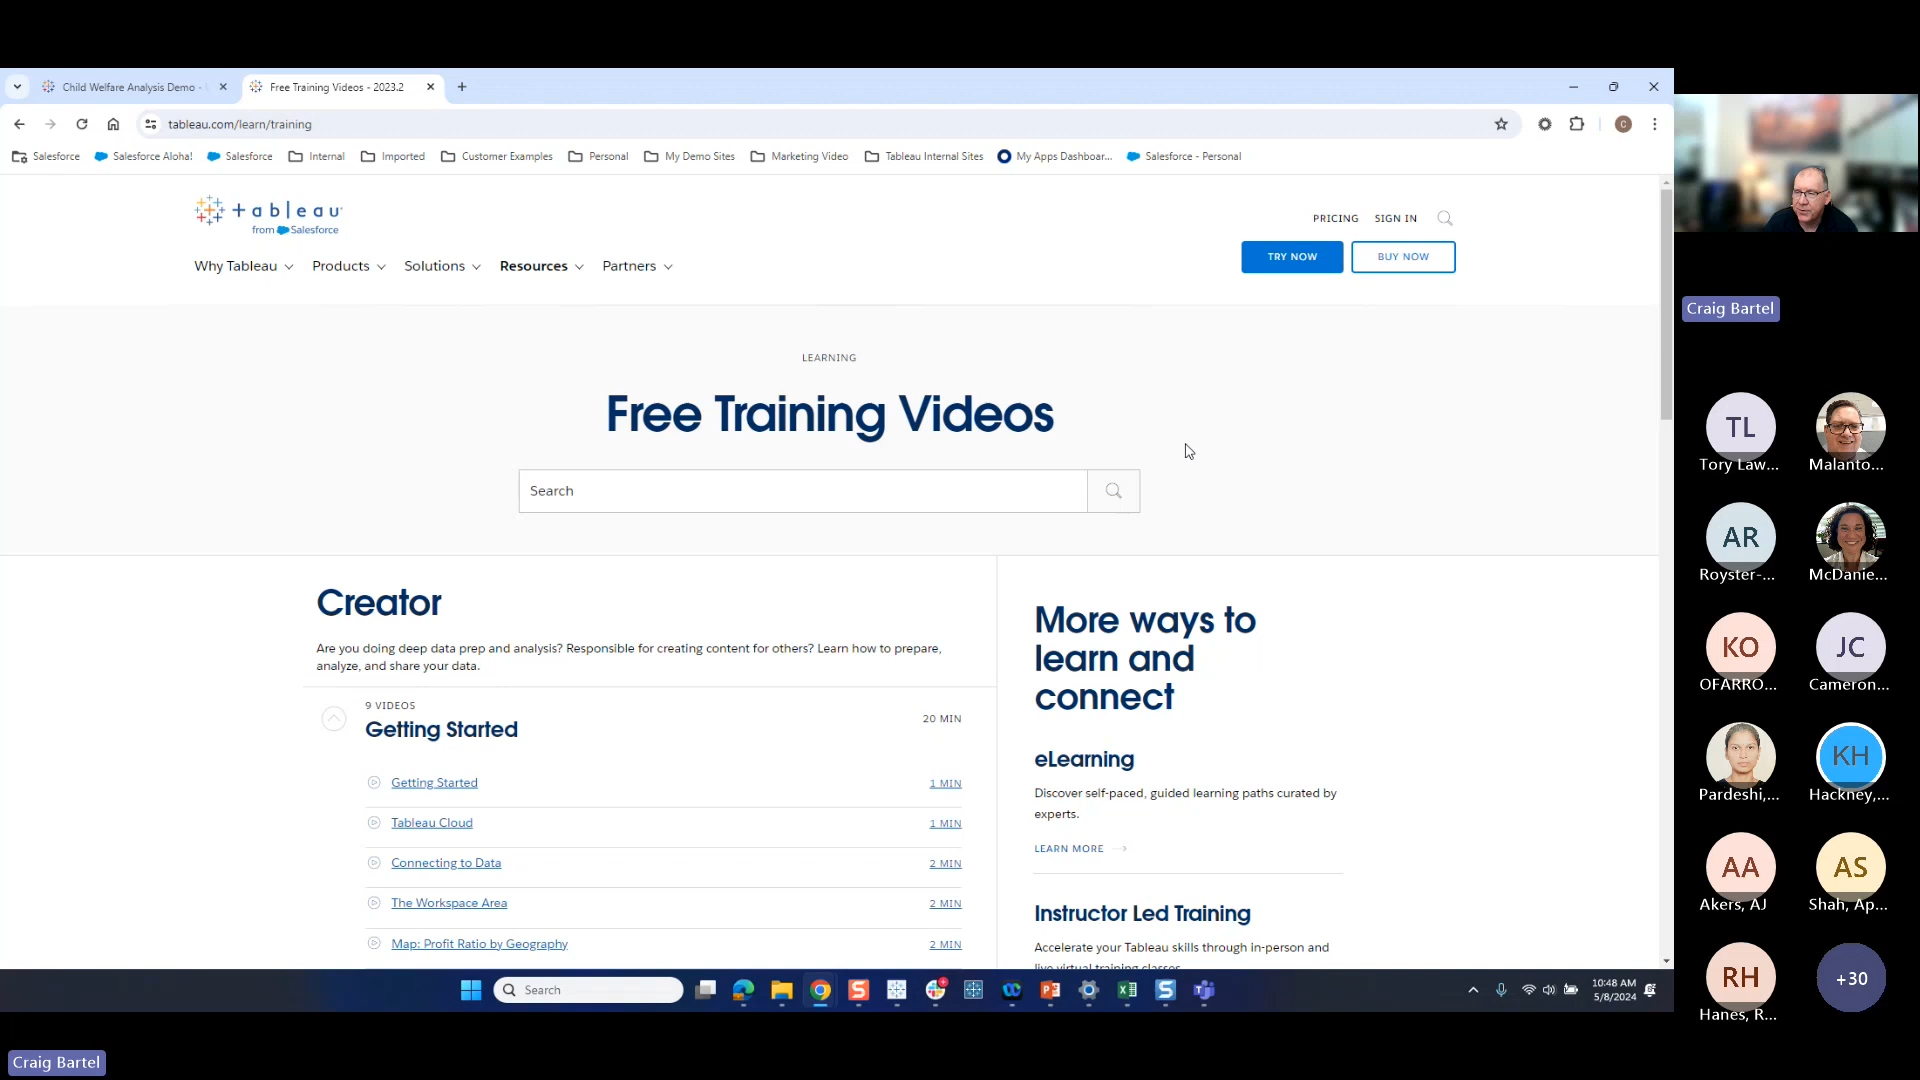 Child Welfare Analysis Demo -
Free Training Videos - 2023.2
tableau.com/learn/training
C
Salesforce
Salesforce Aloha!
Salesforce
Internal
Imported
Customer Examples
Personal
My Demo Sites
Marketing Video
Tableau Internal Sites
My Apps Dashboar...
Salesforce - Personal
+ a b l e a u
from Salesforce
PRICING
SIGN IN
Why Tableau
Products
Solutions
Resources
Partners
TRY NOW
BUY NOW
LEARNING
Free Training Videos
Search
Creator
Are you doing deep data prep and analysis? Responsible for creating content for others? Learn how to prepare,
analyze, and share your data.
9 VIDEOS
Getting Started
20 MIN
Getting Started
1 MIN
Tableau Cloud
1 MIN
Connecting to Data
2 MIN
The Workspace Area
2 MIN
Map: Profit Ratio by Geography
2 MIN
More ways to
learn and
connect
eLearning
Discover self-paced, guided learning paths curated by
experts.
LEARN MORE
Instructor Led Training
Accelerate your Tableau skills through in-person and
live virtual training classes
Search
10:48 AM
5/8/2024
Craig Bartel
TL
Tory Law...
Malanto...
AR
Royster-...
McDanie...
KO
OFARRO...
JC
Cameron...
Pardeshi,...
KH
Hackney,...
AA
Akers, AJ
AS
Shah, Ap...
RH
Hanes, R...
+30
Craig Bartel